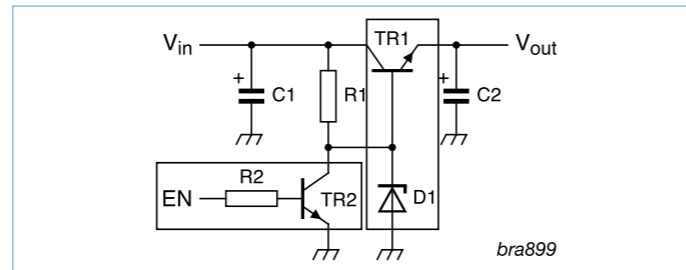 Vin
TR1
Vout
+
C1
R1
+
C2
R2
EN
TR2
D1
bra899